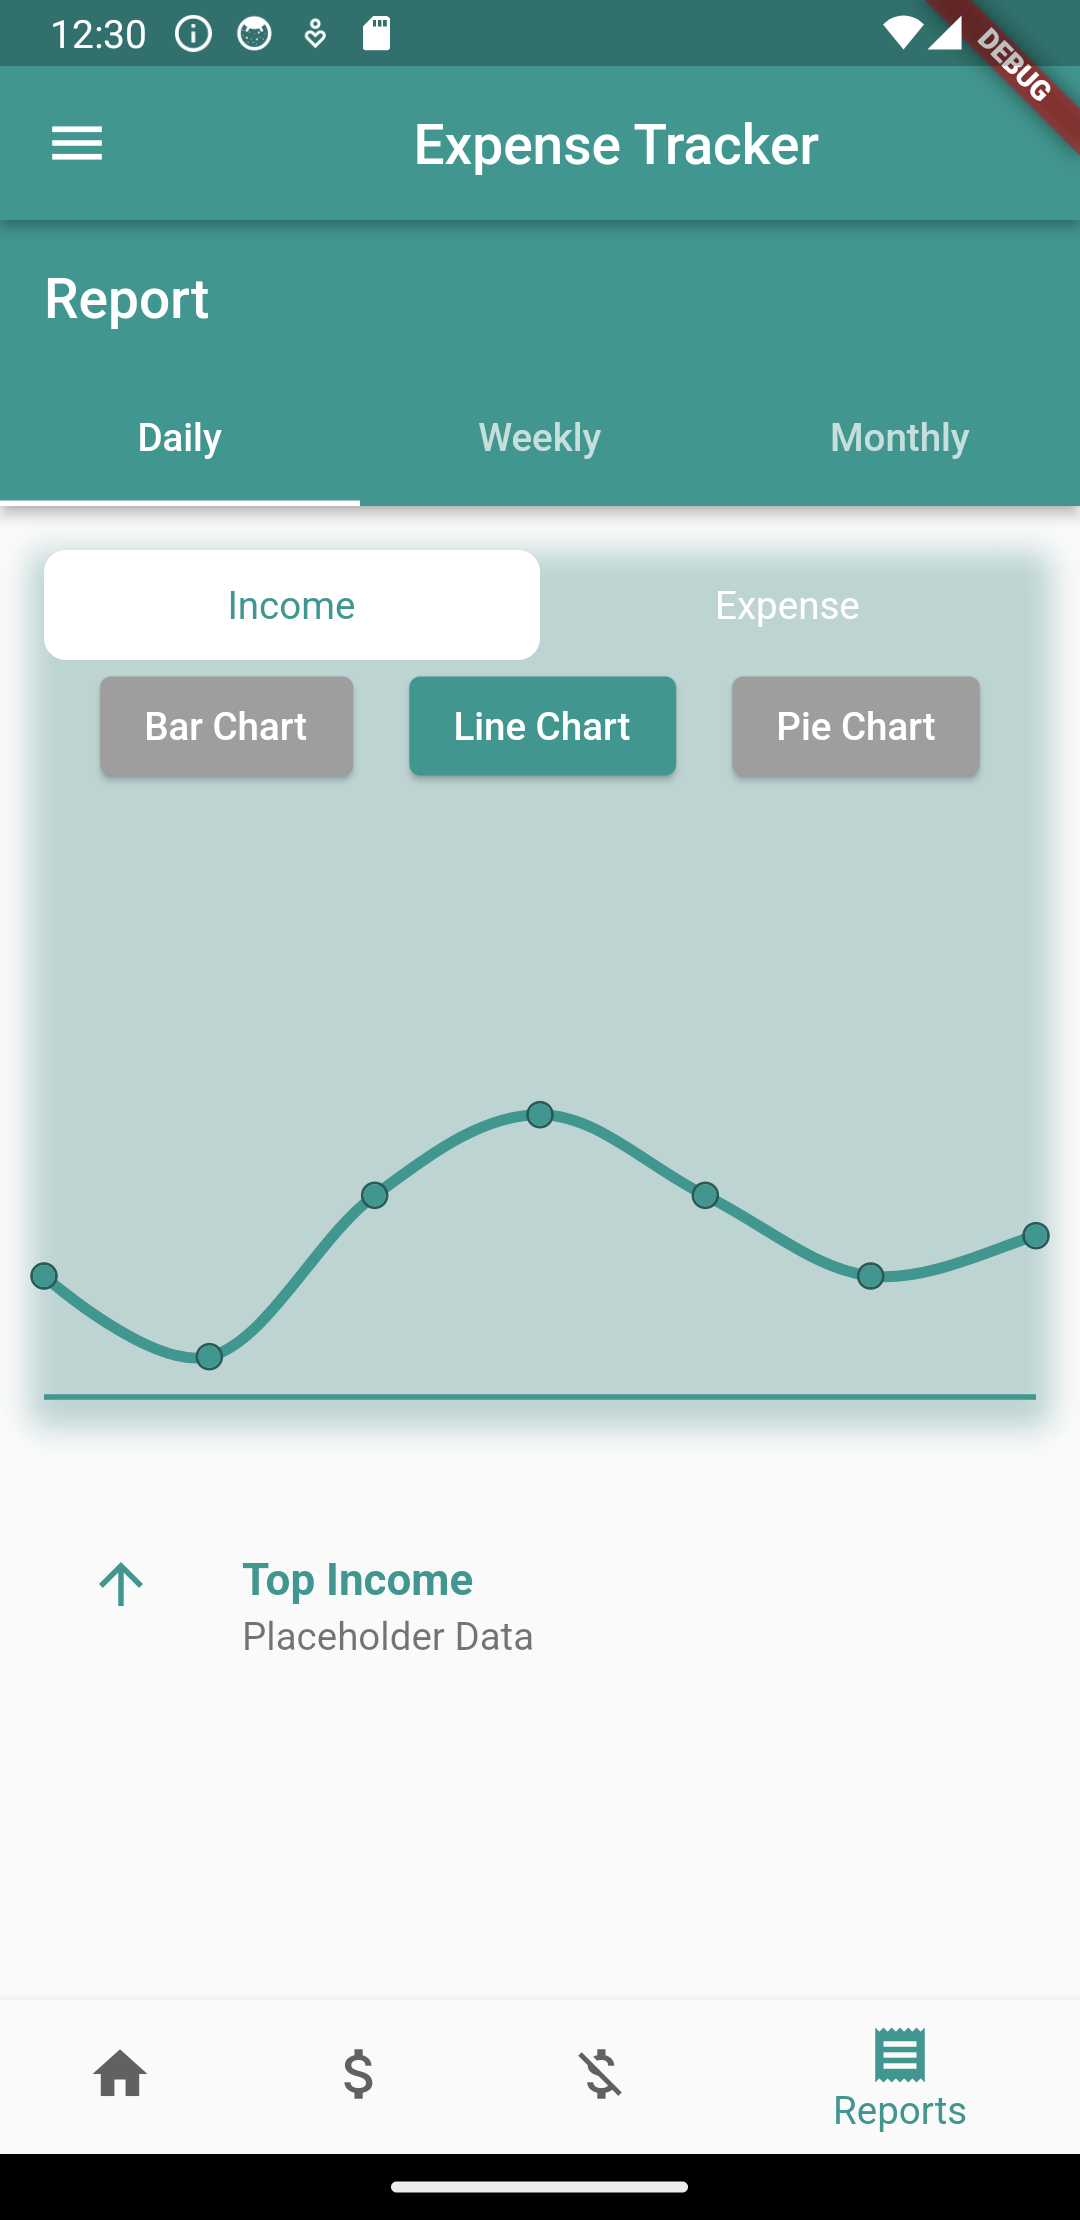 12:30
DEBUG
Expense Tracker
Report
Daily Weekly Monthly
Income Expense
Bar Chart Line Chart Pie Chart
Top Income
Placeholder Data
Reports